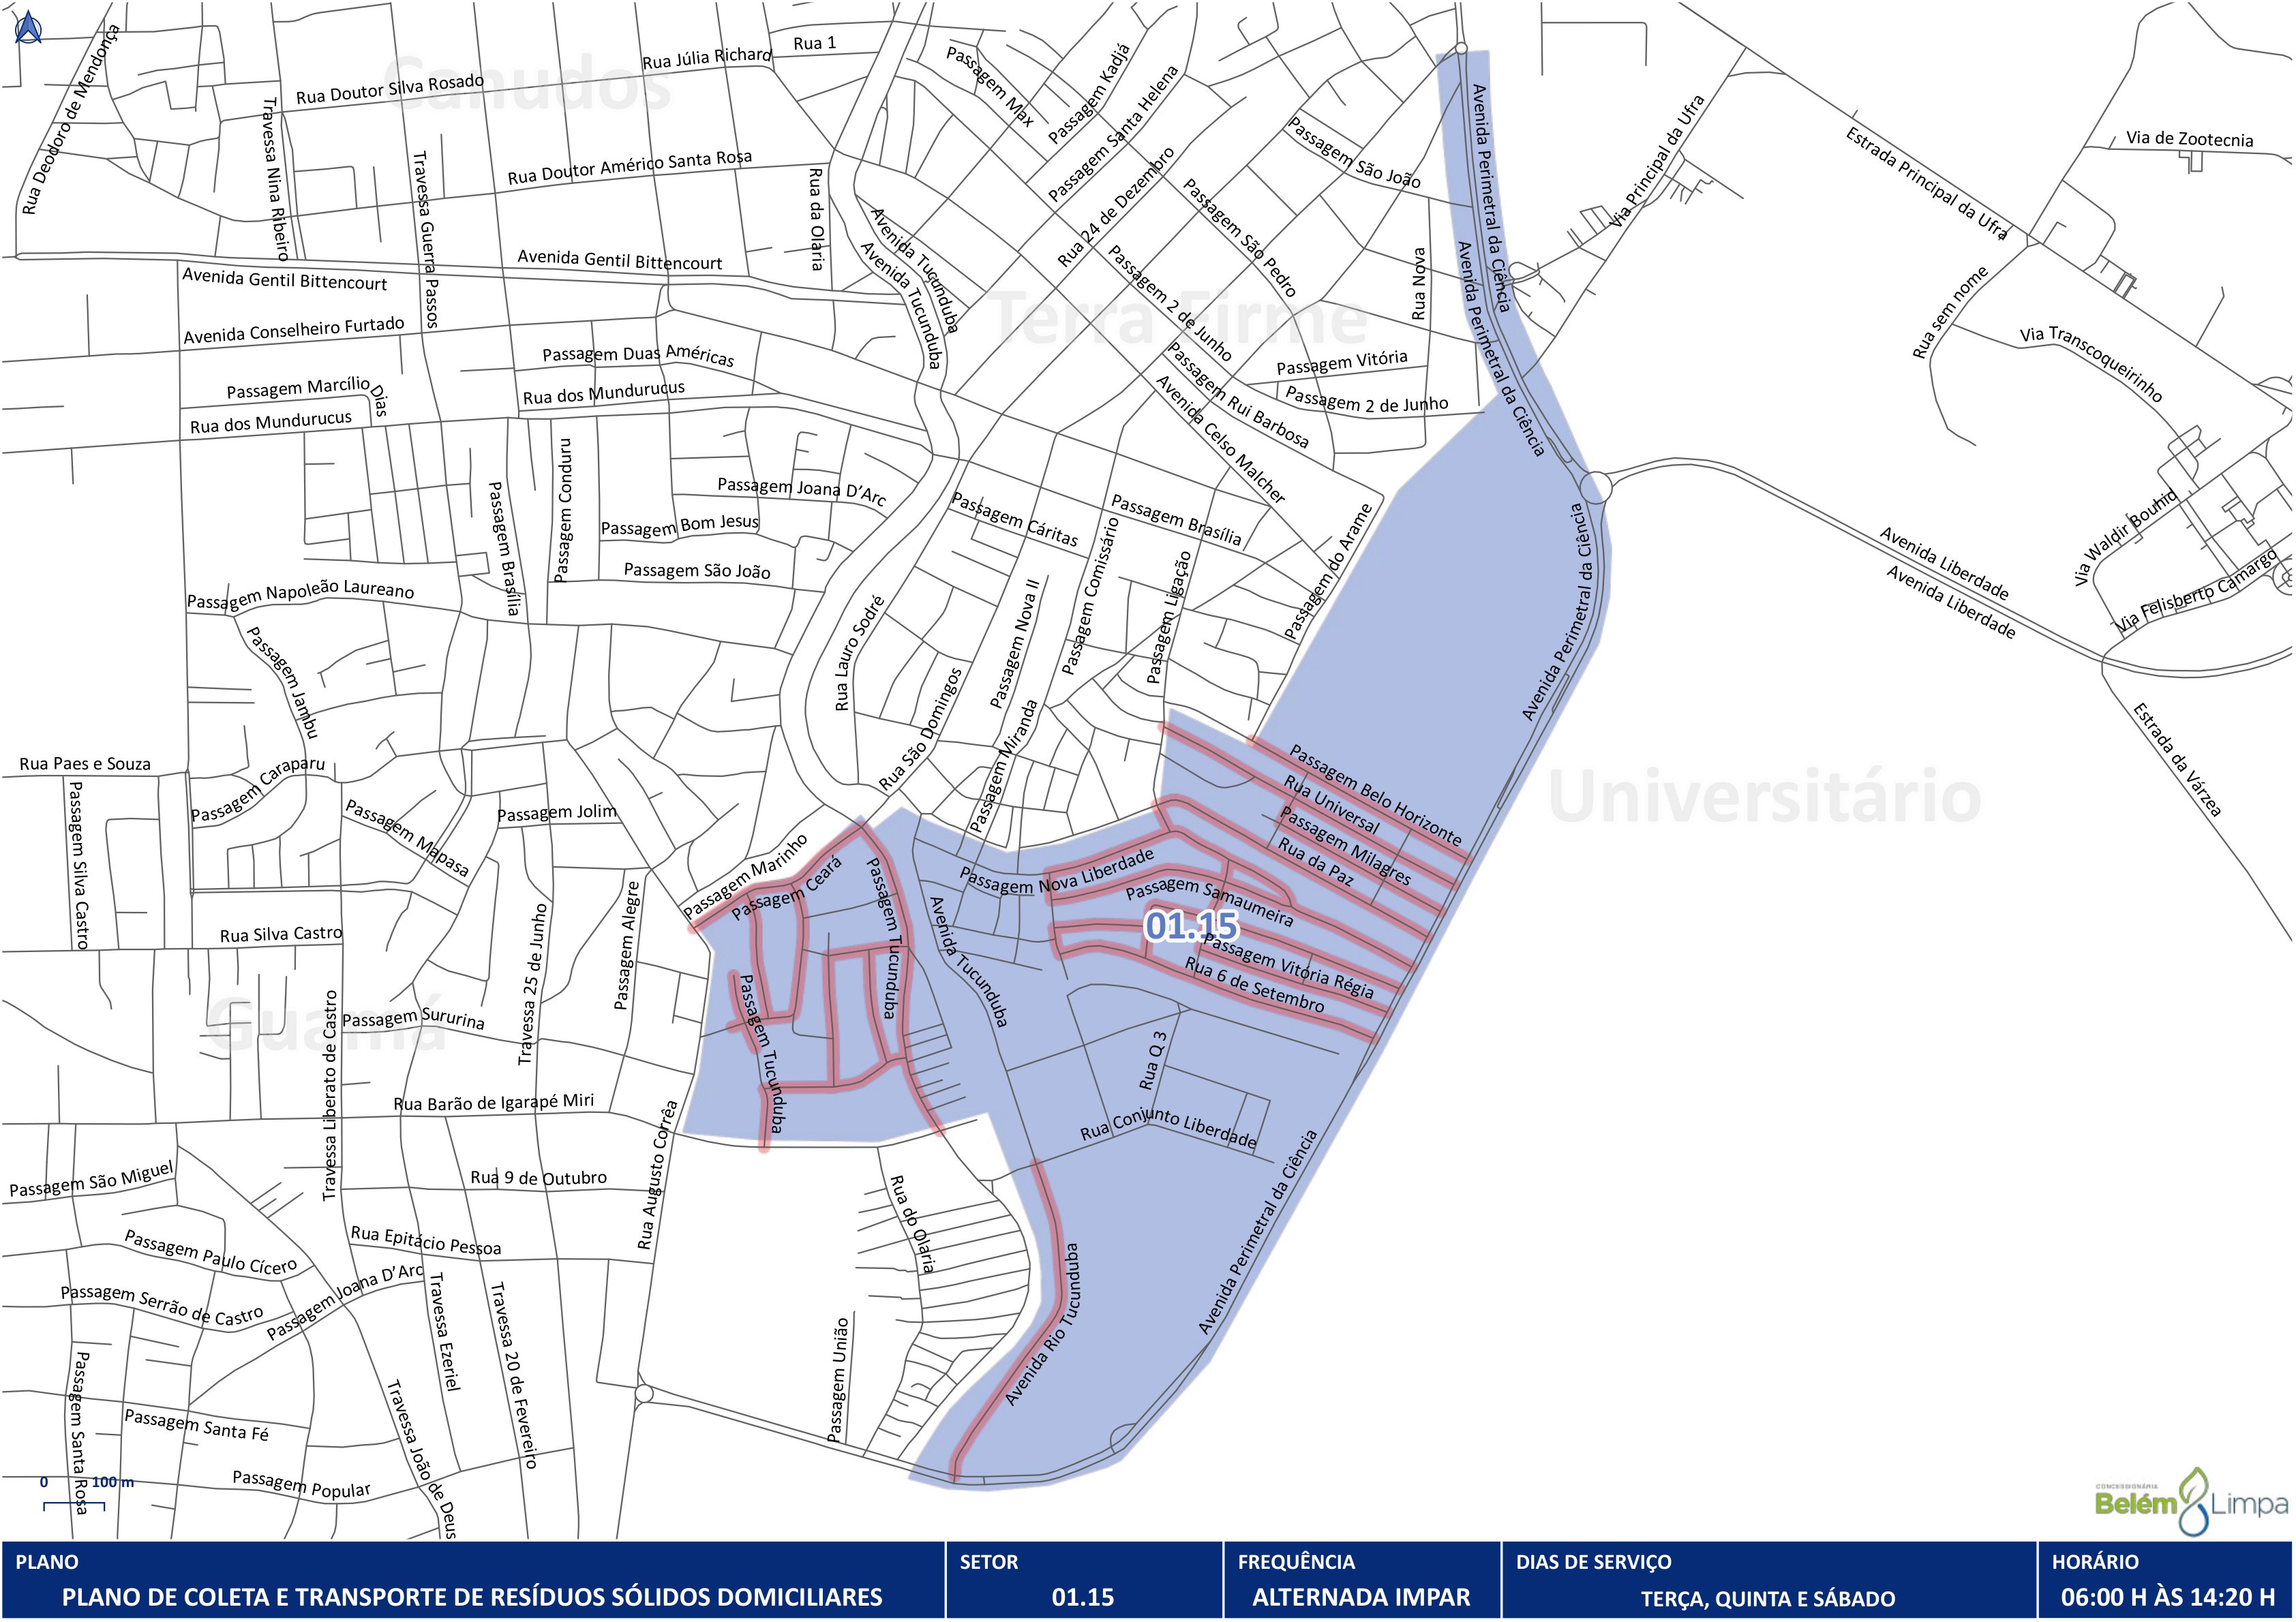 Canudos
Terra Firme
Universitário
Guamá
Rua Deodoro de Mendonça
Travessa Nina Ribeiro
Rua Doutor Silva Rosado
Rua Júlia Richard
Rua 1
Travessa Guerra Passos
Rua Doutor Américo Santa Rosa
Rua da Olaria
Avenida Gentil Bittencourt
Avenida Gentil Bittencourt
Avenida Conselheiro Furtado
Avenida Tucunduba
Avenida Tucunduba
Passagem Max
Passagem Kadjá
Passagem Santa Helena
Rua 24 de Dezembro
Passagem São Pedro
Passagem São João
Passagem 2 de Junho
Rua Nova
Avenida Perimetral da Ciência
Avenida Perimetral da Ciência
Via Principal da Ufra
Estrada Principal da Ufra
Via de Zootecnia
Rua sem nome
Via Transcoqueirinho
Passagem Duas Américas
Passagem Marcílio Dias
Rua dos Mundurucus
Rua dos Mundurucus
Passagem Vitória
Passagem 2 de Junho
Passagem Rui Barbosa
Avenida Celso Malcher
Avenida Perimetral da Ciência
Passagem Conduru
Passagem Brasília
Passagem Joana D’Arc
Passagem Bom Jesus
Passagem São João
Passagem Cáritas
Passagem Brasília
Passagem Comissário
Passagem Ligação
Passagem do Arame
Avenida Perimetral da Ciência
Avenida Liberdade
Avenida Liberdade
Via Waldir Bouhid
Via Felisberto Camargo
Estrada da Várzea
Passagem Napoleão Laureano
Passagem Jambu
Rua Lauro Sodré
Passagem Nova II
Rua São Domingos
Passagem Miranda
Rua Paes e Souza
Passagem Caraparu
Passagem Silva Castro
Passagem Mapasa
Passagem Jolim
Passagem Marinho
Passagem Ceará
Passagem Tucunduba
Passagem Nova Liberdade
Passagem Belo Horizonte
Rua Universal
Passagem Milagres
Rua da Paz
Passagem Samaumeira
01.15
Passagem Vitória Régia
Rua 6 de Setembro
Rua Silva Castro
Travessa 25 de Junho
Passagem Alegre
Avenida Tucunduba
Passagem Tucunduba
Travessa Liberato de Castro
Passagem Sururina
Rua Q 3
Rua Barão de Igarapé Miri
Rua Augusto Corrêa
Rua Conjunto Liberdade
Avenida Perimetral da Ciência
Passagem São Miguel
Rua 9 de Outubro
Rua do Olaria
Passagem Paulo Cícero
Rua Epitácio Pessoa
Passagem Joana D’Arc
Passagem Serrão de Castro
Travessa Ezeriel
Travessa 20 de Fevereiro
Avenida Rio Tucunduba
Passagem União
Passagem Santa Rosa
Passagem Santa Fé
Travessa João de Deus
Passagem Popular
0 100 m
CONCESSIONÁRIA
Belém Limpa
PLANO
PLANO DE COLETA E TRANSPORTE DE RESÍDUOS SÓLIDOS DOMICILIARES
SETOR
01.15
FREQUÊNCIA
ALTERNADA IMPAR
DIAS DE SERVIÇO
TERÇA, QUINTA E SÁBADO
HORÁRIO
06:00 H ÀS 14:20 H